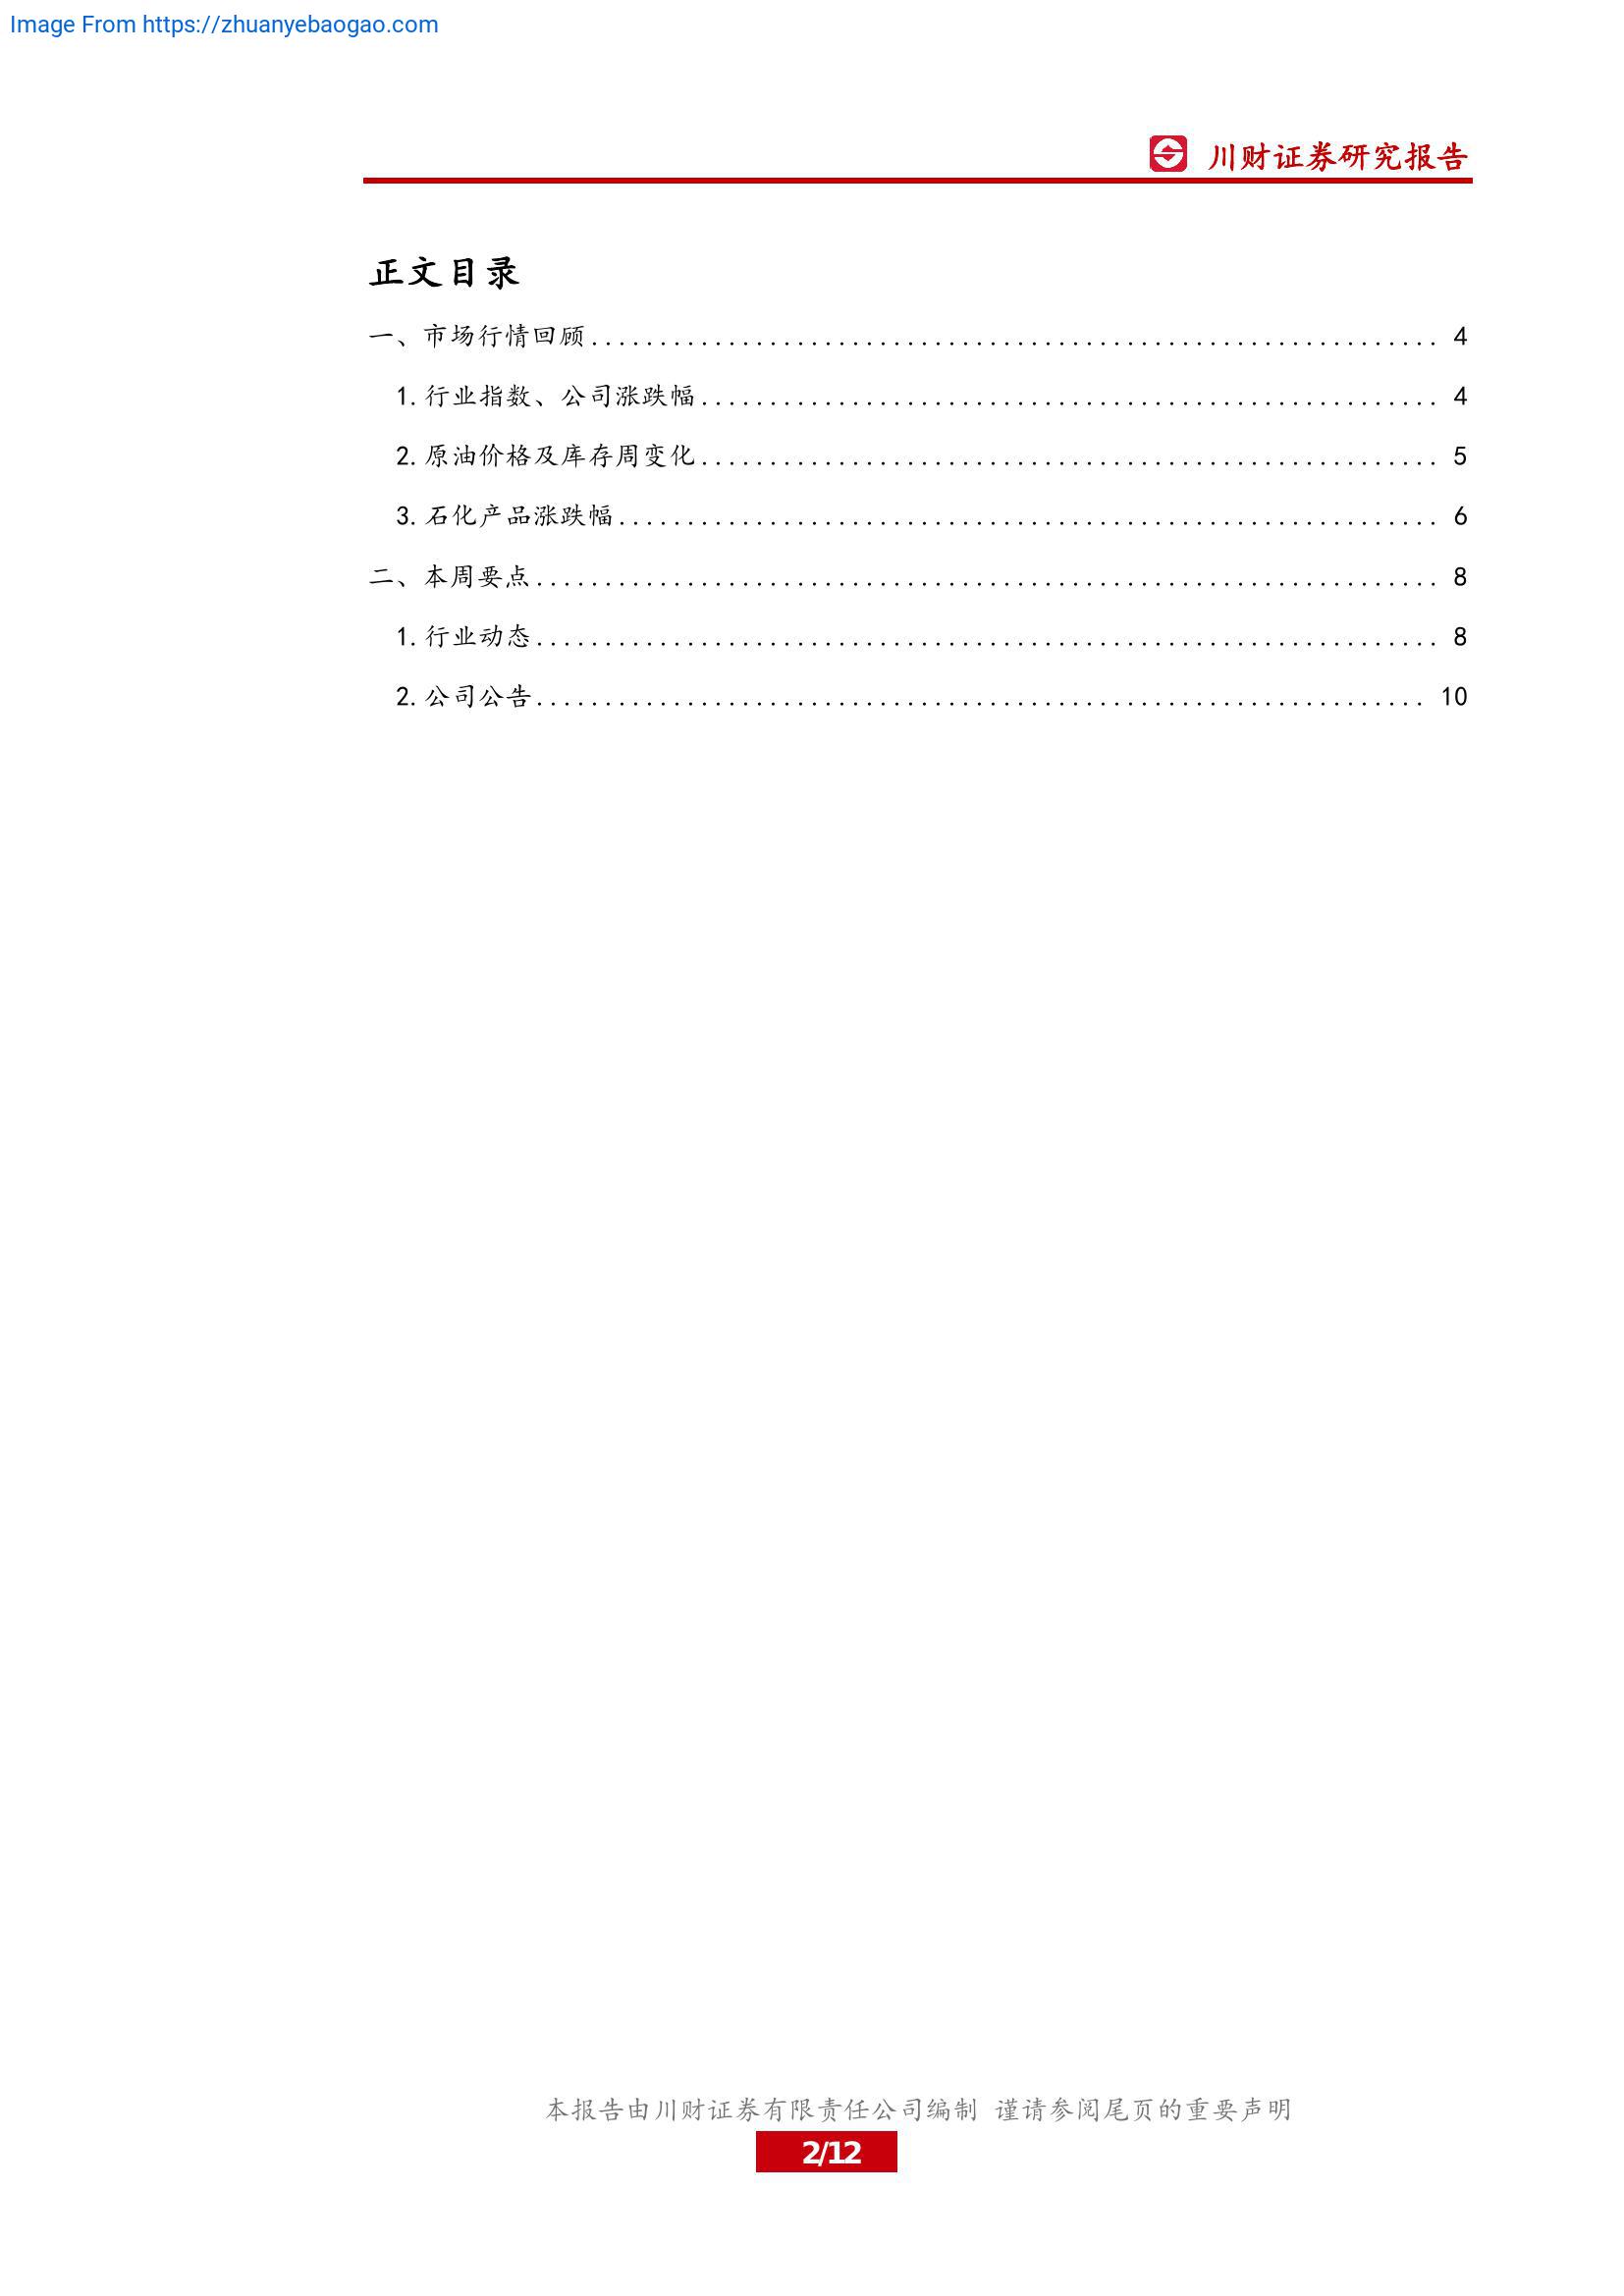 Image From https://zhuanyebaogao.com
川财证券研究报告
正文目录
一、市场行情回顾.............................................................. 4
1.行业指数、公司涨跌幅...................................................... 4
2.原油价格及库存周变化...................................................... 5
3.石化产品涨跌幅............................................................ 6
二、本周要点.................................................................. 8
1.行业动态.................................................................. 8
2.公司公告................................................................. 10
本报告由川财证券有限责任公司编制 谨请参阅尾页的重要声明
2/12